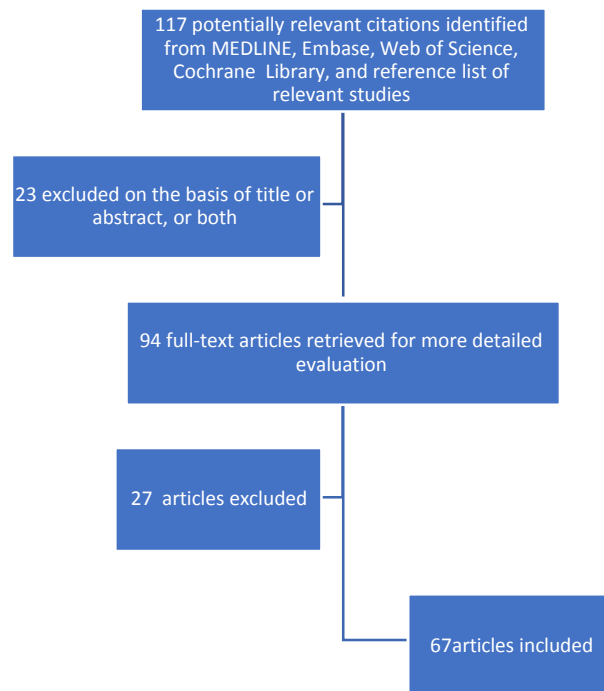 117 potentially relevant citations identified
from MEDLINE, Embase, Web of Science,
Cochrane Library, and reference list of
relevant studies
23 excluded on the basis of title or
abstract, or both
94 full-text articles retrieved for more detailed
evaluation
27 articles excluded
67articles included